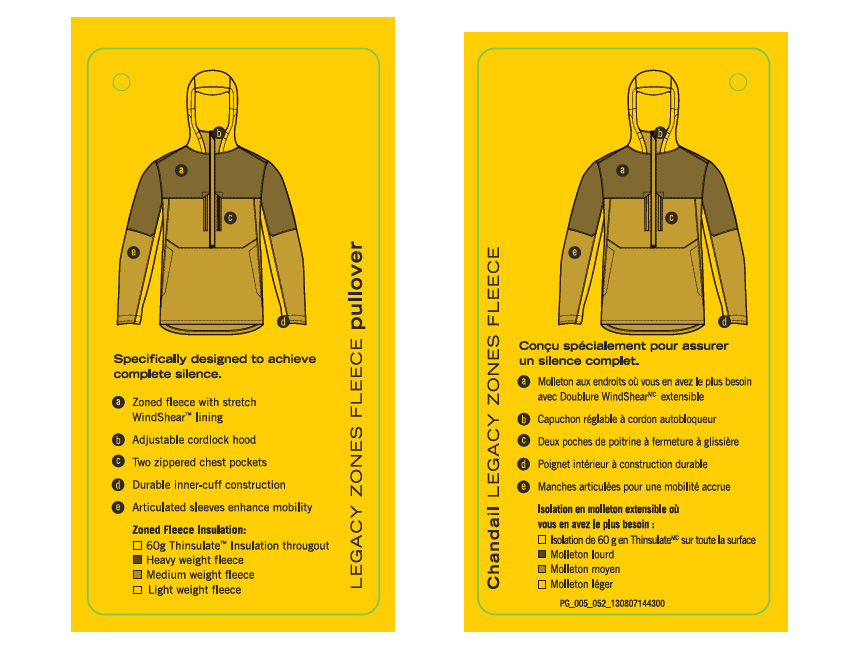 a
b
c
e
d
LEGACY ZONES FLEECE pullover
Specifically designed to achieve
complete silence.
a Zoned fleece with stretch
WindShear™ lining
b Adjustable cordlock hood
c Two zippered chest pockets
d Durable inner-cuff construction
e Articulated sleeves enhance mobility
Zoned Fleece Insulation:
60g Thinsulate™ Insulation througout
Heavy weight fleece
Medium weight fleece
Light weight fleece
b
a
c
e
d
Chandail LEGACY ZONES FLEECE
Conçu spécialement pour assurer
un silence complet.
a Molleton aux endroits où vous en avez le plus besoin
avec Doublure WindShearᴹᶜ extensible
b Capuchon réglable à cordon autobloqueur
c Deux poches de poitrine à fermeture à glissière
d Poignet intérieur à construction durable
e Manches articulées pour une mobilité accrue
Isolation en molleton extensible où
vous en avez le plus besoin :
Isolation de 60 g en Thinsulateᴹᶜ sur toute la surface
Molleton lourd
Molleton moyen
Molleton léger
PG_005_052_130807144300